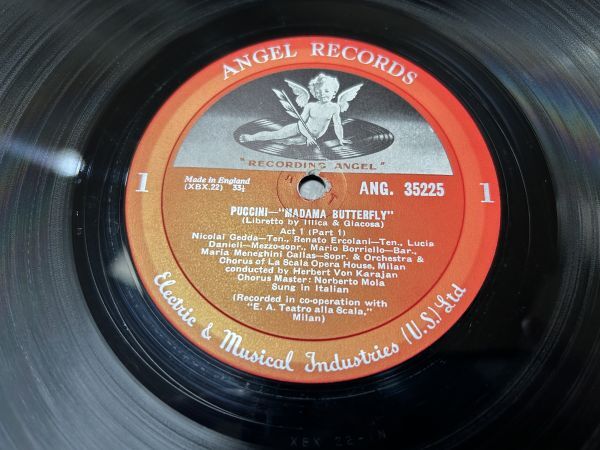 ANGEL RECORDS
"RECORDING ANGEL"
Made in England
(XBX.22) 33⅓
ANG. 35225
1
1
PUCCINI—"MADAMA BUTTERFLY"
(Libretto by Illica & Giacosa)
Act 1 (Part 1)
Nicolai Gedda—Ten., Renato Ercolani—Ten., Lucia
Danieli—Mezzo-sopr., Mario Borriello—Bar.,
Maria Meneghini Callas—Sopr. & Orchestra &
Chorus of La Scala Opera House, Milan
conducted by Herbert Von Karajan
Chorus Master: Norberto Mola
Sung in Italian
(Recorded in co-operation with
"E. A. Teatro alla Scala,"
Milan)
Electric & Musical Industries (U.S.) Ltd